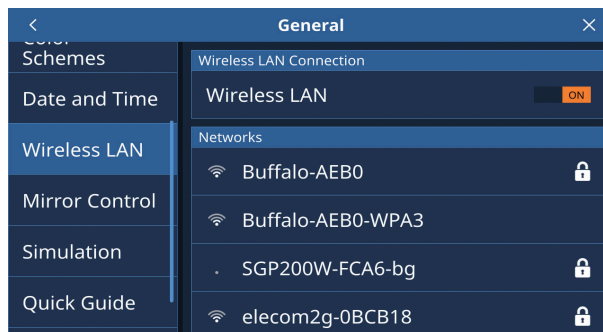 General
Schemes
Date and Time
Wireless LAN
Mirror Control
Simulation
Quick Guide
Wireless LAN Connection
Wireless LAN
ON
Networks
Buffalo-AEB0
Buffalo-AEB0-WPA3
SGP200W-FCA6-bg
elecom2g-0BCB18